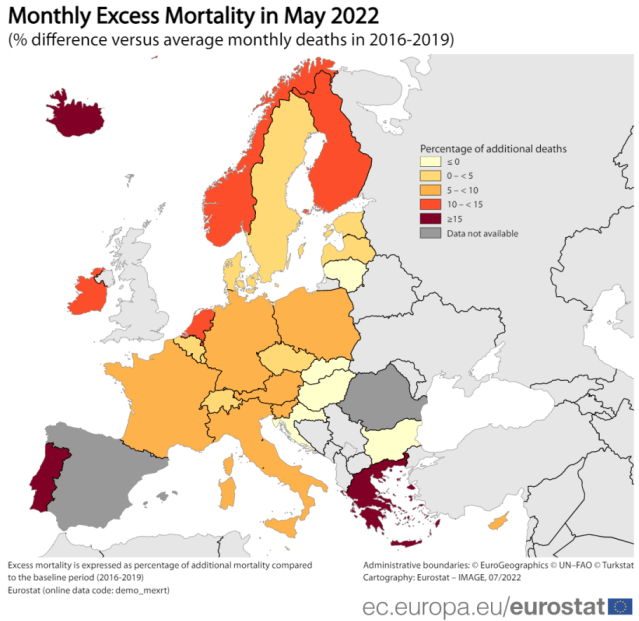 Monthly Excess Mortality in May 2022
(% difference versus average monthly deaths in 2016-2019)
Percentage of additional deaths
≤ 0
0 – < 5
5 – < 10
10 – < 15
≥15
Data not available
Excess mortality is expressed as percentage of additional mortality compared
to the baseline period (2016-2019)
Eurostat (online data code: demo_mexrt)
Administrative boundaries: © EuroGeographics © UN–FAO © Turkstat
Cartography: Eurostat – IMAGE, 07/2022
ec.europa.eu/eurostat